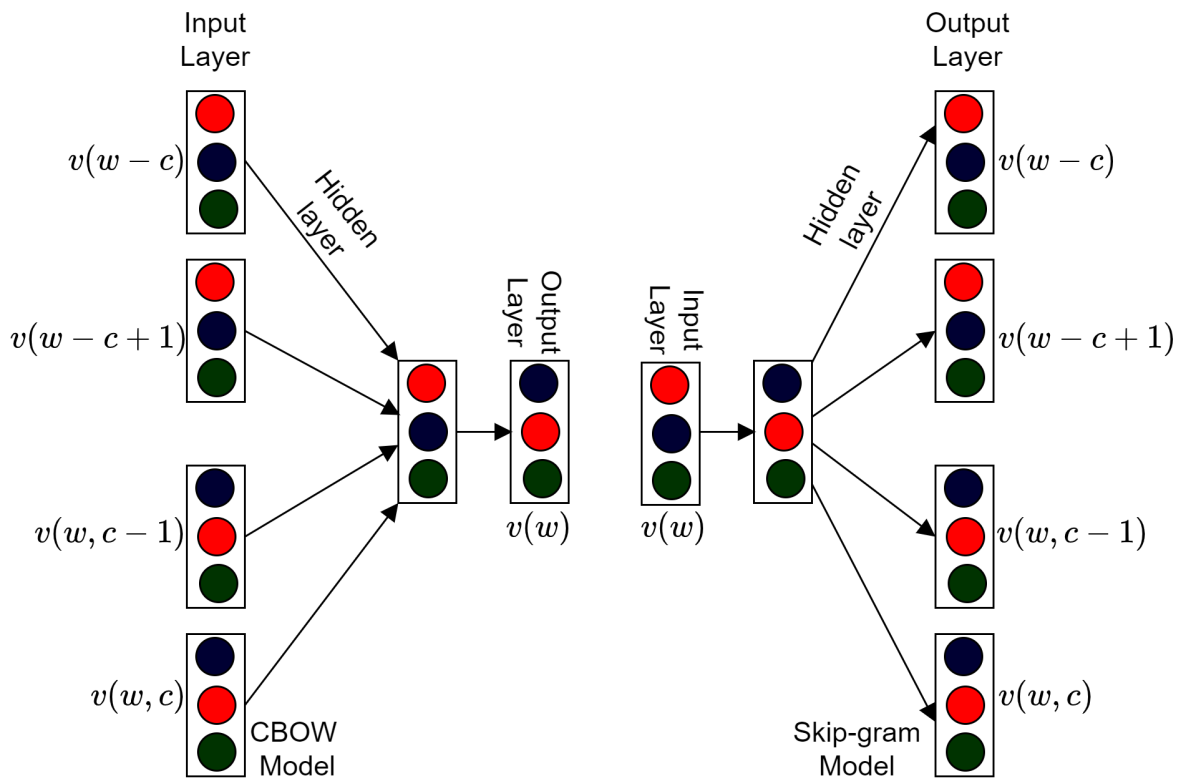 Input
Layer
v(w − c)
Hidden
layer
v(w − c + 1)
Output
Layer
v(w, c − 1)
v(w)
v(w, c)
CBOW
Model
Output
Layer
v(w − c)
Hidden
layer
Input
Layer
v(w − c + 1)
v(w)
v(w, c − 1)
v(w, c)
Skip-gram
Model